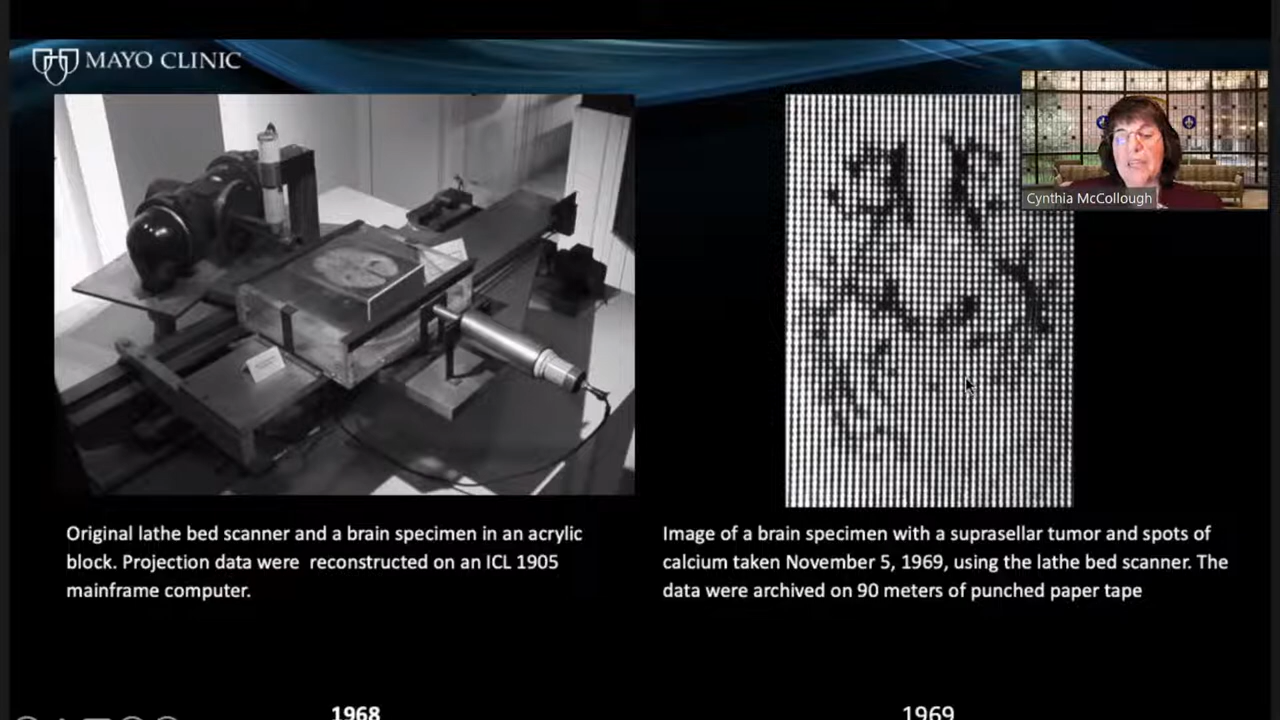 MAYO CLINIC
Cynthia McCollough
Original lathe bed scanner and a brain specimen in an acrylic
block. Projection data were reconstructed on an ICL 1905
mainframe computer.
Image of a brain specimen with a suprasellar tumor and spots of
calcium taken November 5, 1969, using the lathe bed scanner. The
data were archived on 90 meters of punched paper tape
1968
1969